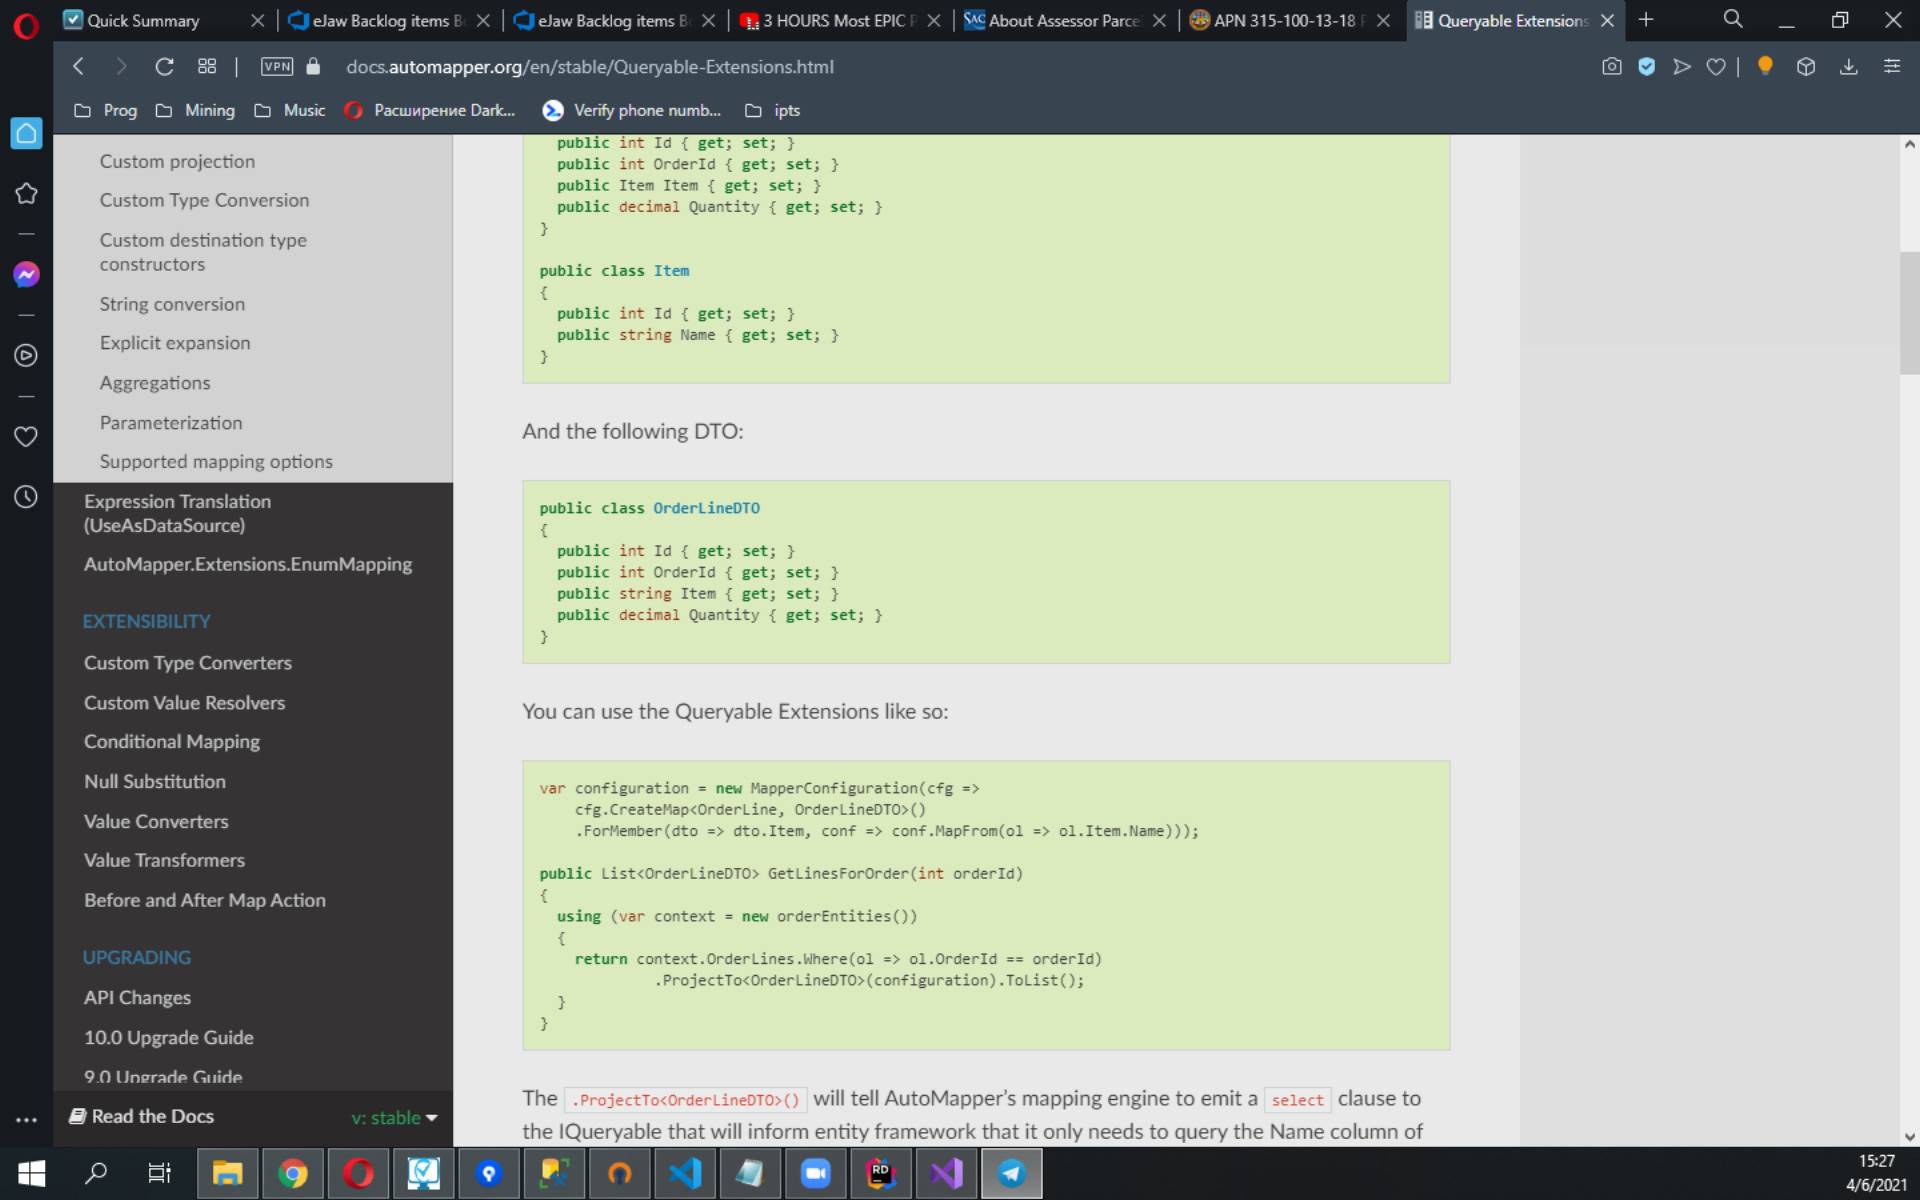 Quick Summary
eJaw Backlog items B
eJaw Backlog items B
3 HOURS Most EPIC
About Assessor Parce
APN 315-100-13-18
Queryable Extensions
VPN
docs.automapper.org/en/stable/Queryable-Extensions.html
Prog
Mining
Music
Расширение Dark...
Verify phone numb...
ipts
Custom projection
Custom Type Conversion
Custom destination type
constructors
String conversion
Explicit expansion
Aggregations
Parameterization
Supported mapping options
Expression Translation
(UseAsDataSource)
AutoMapper.Extensions.EnumMapping
EXTENSIBILITY
Custom Type Converters
Custom Value Resolvers
Conditional Mapping
Null Substitution
Value Converters
Value Transformers
Before and After Map Action
UPGRADING
API Changes
10.0 Upgrade Guide
9.0 Upgrade Guide
Read the Docs
v: stable
public int Id { get; set; }
public int OrderId { get; set; }
public Item Item { get; set; }
public decimal Quantity { get; set; }
}
public class Item
{
public int Id { get; set; }
public string Name { get; set; }
}
And the following DTO:
public class OrderLineDTO
{
public int Id { get; set; }
public int OrderId { get; set; }
public string Item { get; set; }
public decimal Quantity { get; set; }
}
You can use the Queryable Extensions like so:
var configuration = new MapperConfiguration(cfg =>
cfg.CreateMap<OrderLine, OrderLineDTO>()
.ForMember(dto => dto.Item, conf => conf.MapFrom(ol => ol.Item.Name)));
public List<OrderLineDTO> GetLinesForOrder(int orderId)
{
using (var context = new orderEntities())
{
return context.OrderLines.Where(ol => ol.OrderId == orderId)
.ProjectTo<OrderLineDTO>(configuration).ToList();
}
}
The .ProjectTo<OrderLineDTO>() will tell AutoMapper's mapping engine to emit a select clause to
the IQueryable that will inform entity framework that it only needs to query the Name column of
RD
15:27
4/6/2021